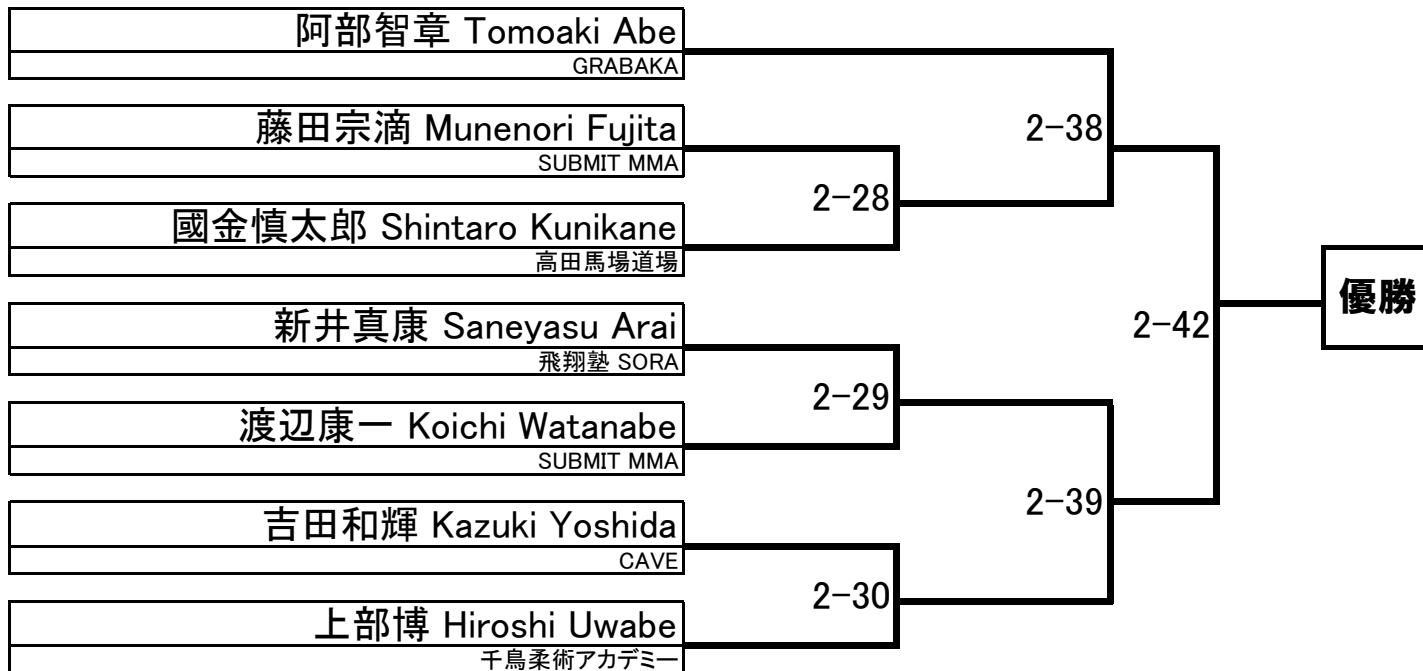 阿部智章 Tomoaki Abe
GRABAKA
藤田宗滴 Munenori Fujita
SUBMIT MMA
國金慎太郎 Shintaro Kunikane
高田馬場道場
新井真康 Saneyasu Arai
飛翔塾 SORA
渡辺康一 Koichi Watanabe
SUBMIT MMA
吉田和輝 Kazuki Yoshida
CAVE
上部博 Hiroshi Uwabe
千鳥柔術アカデミー
2-28
2-29
2-30
2-38
2-39
2-42
優勝